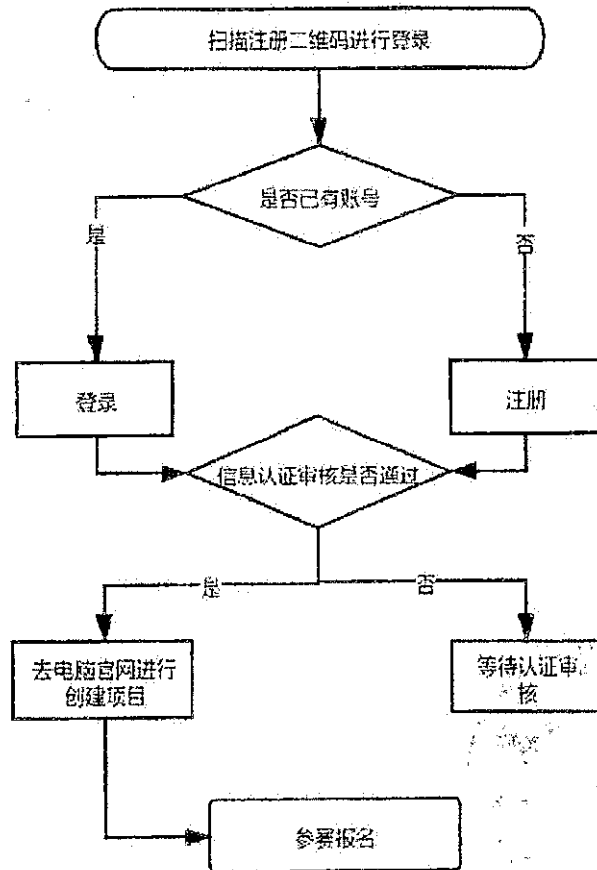 扫描注册二维码进行登录
是否已有账号
是
否
登录
注册
信息认证审核是否通过
是
否
去电脑官网进行
创建项目
等待认证审
核
参赛报名